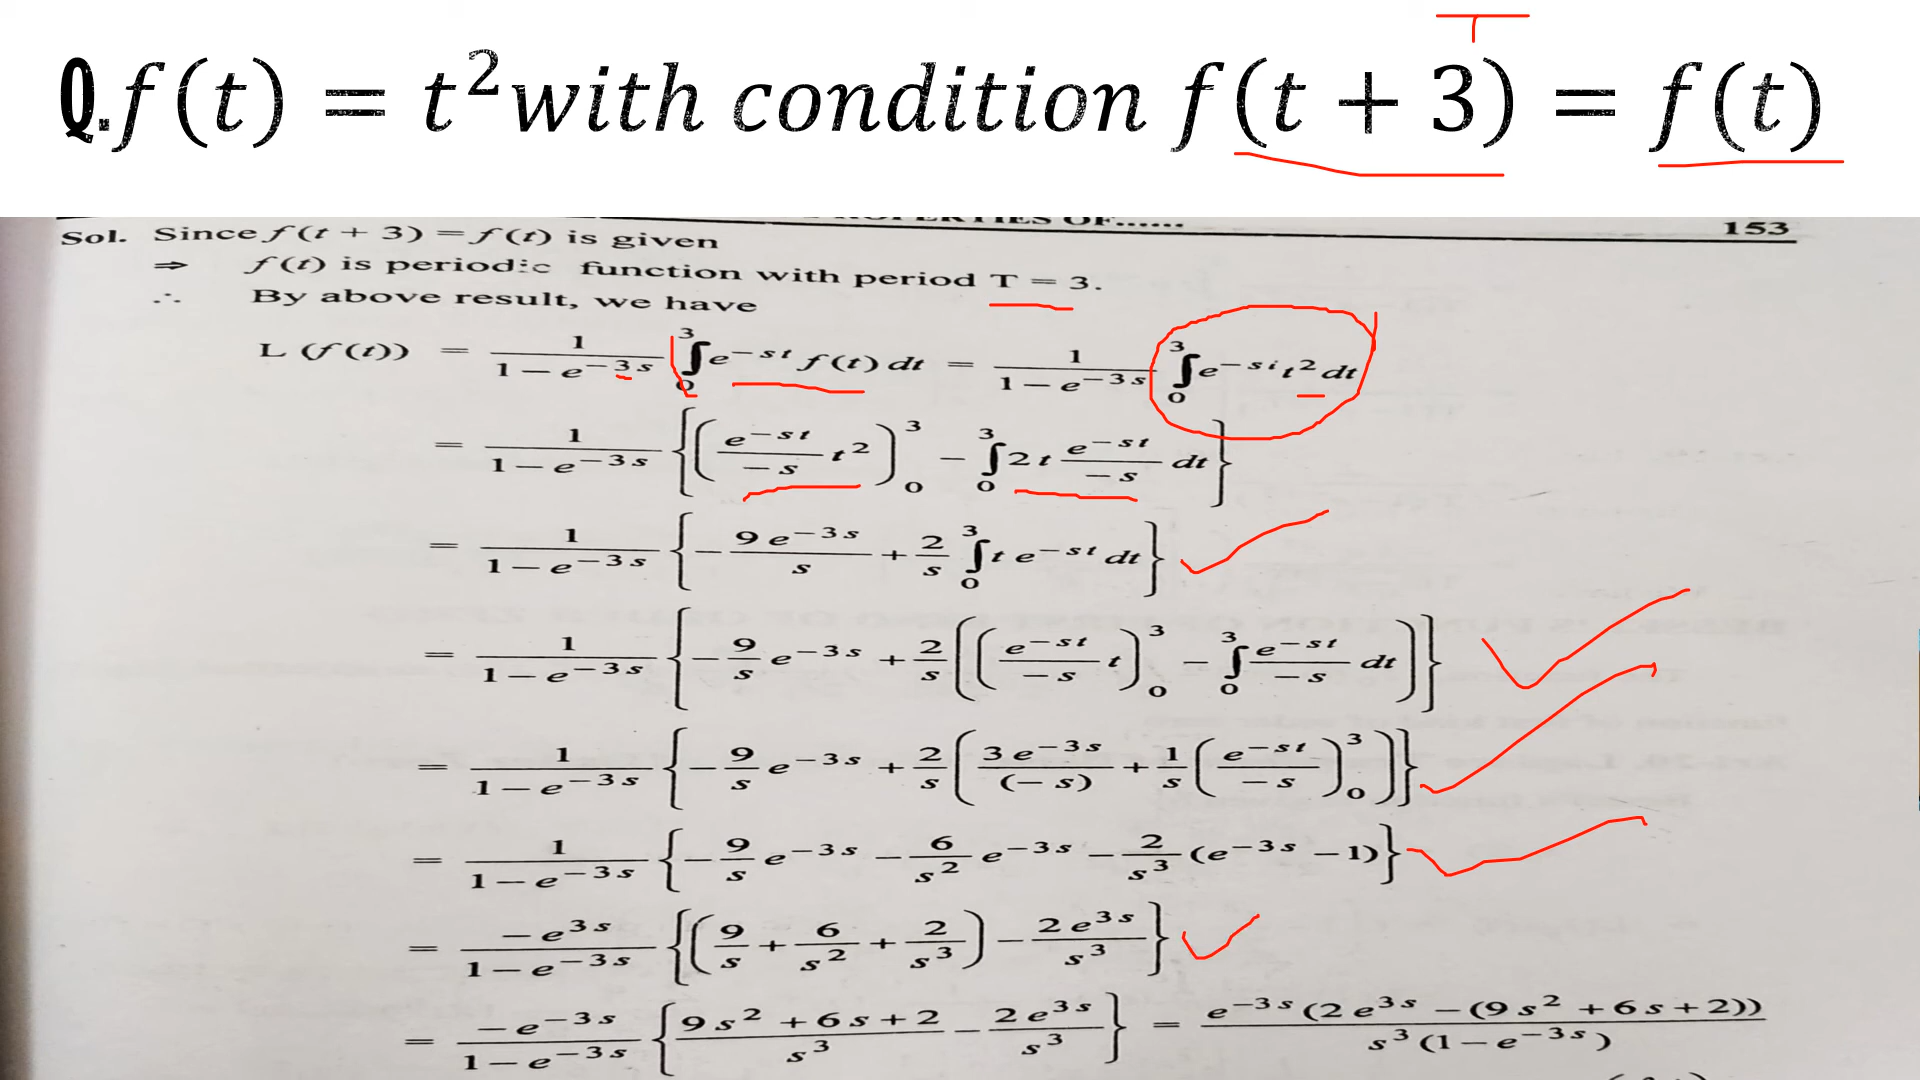 Q. f(t) = t² with condition f(t + 3) = f(t)
153
Sol. Since f(t + 3) = f(t) is given
⇒ f(t) is periodic function with period T = 3.
∴ By above result, we have
L (f(t)) = 1/(1 − e^(−3s)) ∫₀³ e^(−st) f(t) dt = 1/(1 − e^(−3s)) ∫₀³ e^(−st) t² dt
= 1/(1 − e^(−3s)) { (e^(−st)/(−s) t²)₀³ − ∫₀³ 2t e^(−st)/(−s) dt }
= 1/(1 − e^(−3s)) { − 9e^(−3s)/s + 2/s ∫₀³ t e^(−st) dt }
= 1/(1 − e^(−3s)) { − 9/s e^(−3s) + 2/s ( (e^(−st)/(−s) t)₀³ − ∫₀³ e^(−st)/(−s) dt ) }
= 1/(1 − e^(−3s)) { − 9/s e^(−3s) + 2/s ( 3e^(−3s)/(−s) + 1/s (e^(−st)/(−s))₀³ ) }
= 1/(1 − e^(−3s)) { − 9/s e^(−3s) − 6/s² e^(−3s) − 2/s³ (e^(−3s) − 1) }
= −e^(3s)/(1 − e^(−3s)) { (9/s + 6/s² + 2/s³) − 2e^(3s)/s³ }
= −e^(−3s)/(1 − e^(−3s)) { (9s² + 6s + 2)/s³ − 2e^(3s)/s³ } = e^(−3s) (2e^(3s) − (9s² + 6s + 2))/(s³ (1 − e^(−3s)))